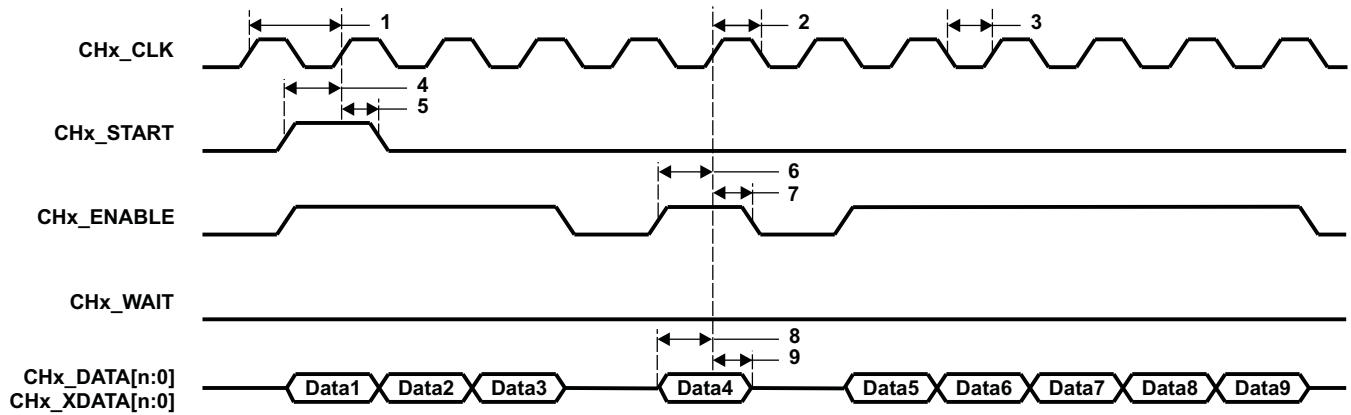 1 2 3
CHx_CLK
4
5
CHx_START
6
7
CHx_ENABLE
CHx_WAIT
8
9
CHx_DATA[n:0]
CHx_XDATA[n:0]
Data1 Data2 Data3 Data4 Data5 Data6 Data7 Data8 Data9